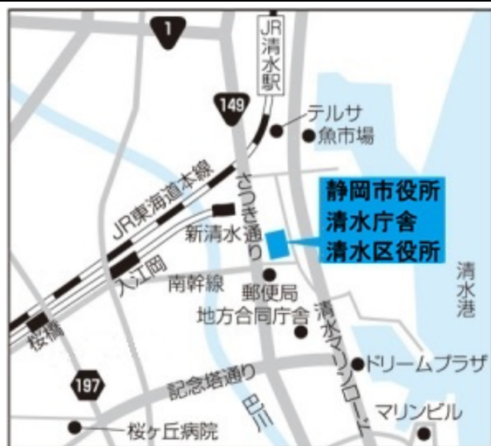 1
JR清水駅
149
テルサ
魚市場
JR東海道本線
さつき通り
静岡市役所
清水庁舎
清水区役所
新清水
入江岡
南幹線
郵便局
地方合同庁舎
清水港
桜橋
清水マリンロード
ドリームプラザ
197
記念塔通り
巴川
マリンビル
桜ヶ丘病院